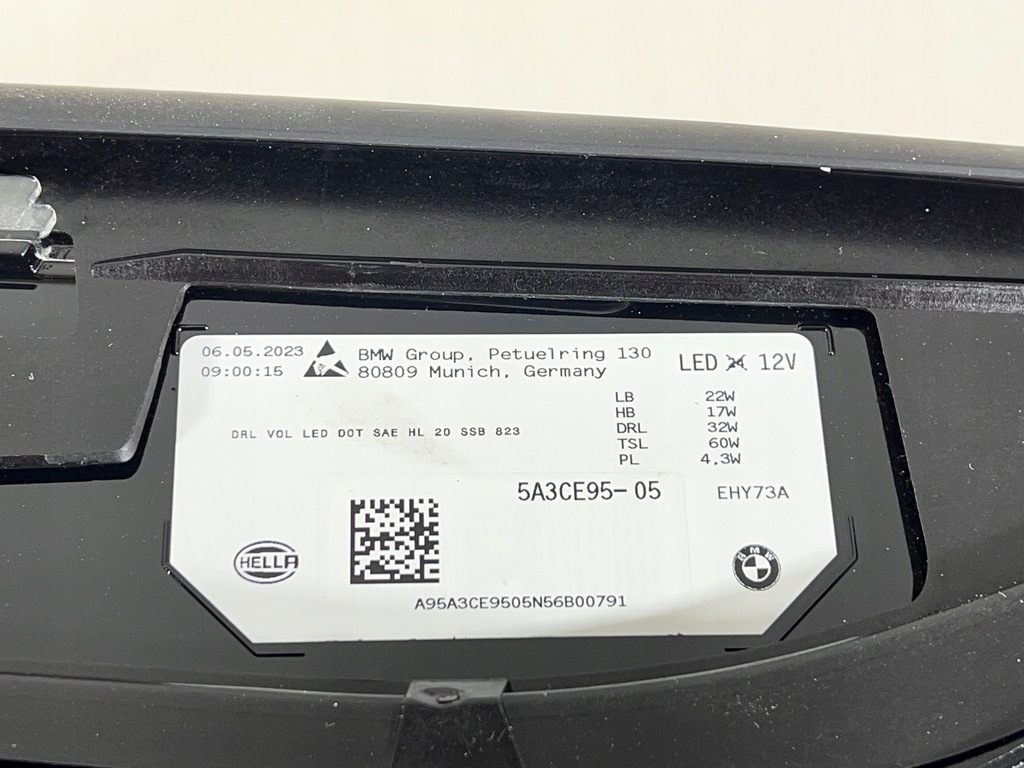 06.05.2023
09:00:15
BMW Group, Petuelring 130
80809 Munich, Germany
LED 24 12V
LB 22W
HB 17W
DRL 32W
TSL 60W
PL 4,3W
DRL VOL LED DOT SAE HL 20 SSB 823
5A3CE95-05
EHY73A
HELLA
BMW
A95A3CE9505N56B00791